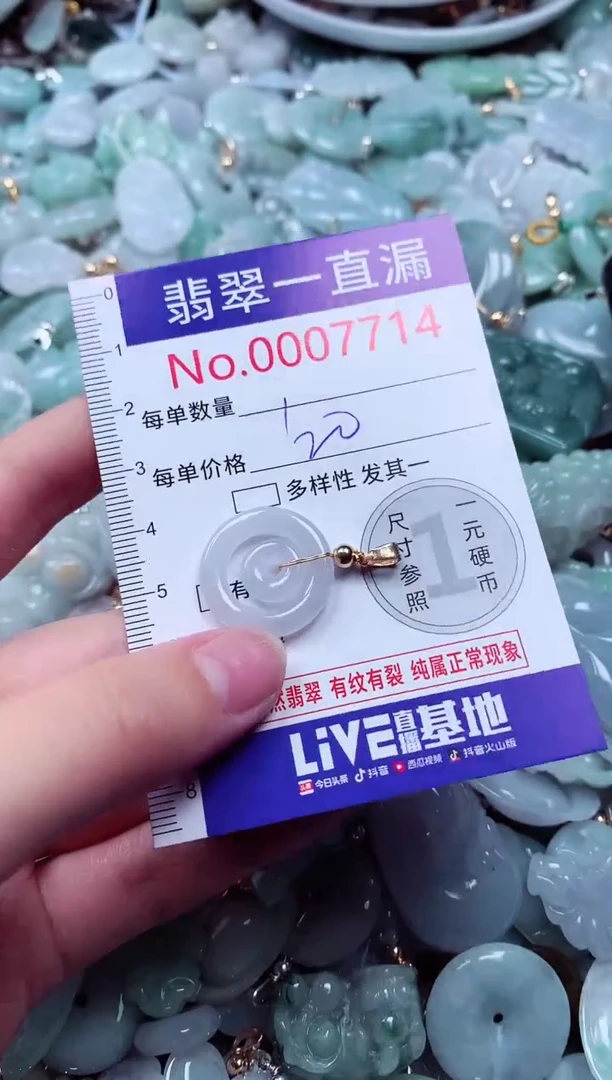 翡翠一直漏
No.0007714
每单数量 1
每单价格 20
多样性 发其一
有
尺寸参照
一元硬币
1
然翡翠 有纹有裂 纯属正常现象
LiVE直播基地
头条 今日头条 抖音 西瓜视频 抖音火山版
0
1
2
3
4
5
8